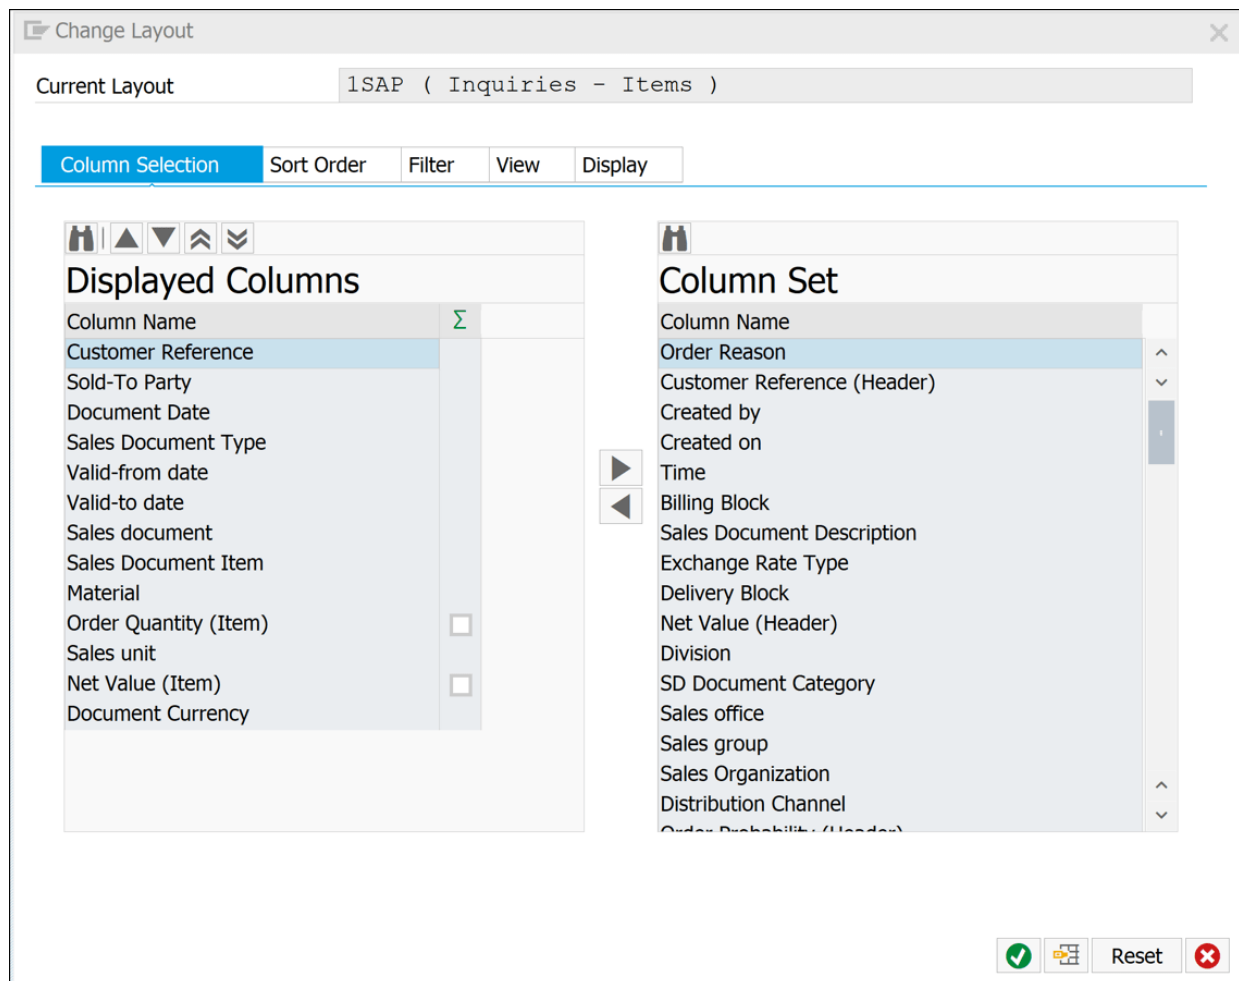 Change Layout
Current Layout
1SAP ( Inquiries - Items )
Column Selection
Sort Order
Filter
View
Display
Displayed Columns
Column Name
Σ
Customer Reference
Sold-To Party
Document Date
Sales Document Type
Valid-from date
Valid-to date
Sales document
Sales Document Item
Material
Order Quantity (Item)
Sales unit
Net Value (Item)
Document Currency
Column Set
Column Name
Order Reason
Customer Reference (Header)
Created by
Created on
Time
Billing Block
Sales Document Description
Exchange Rate Type
Delivery Block
Net Value (Header)
Division
SD Document Category
Sales office
Sales group
Sales Organization
Distribution Channel
Order Probability (Header)
Reset